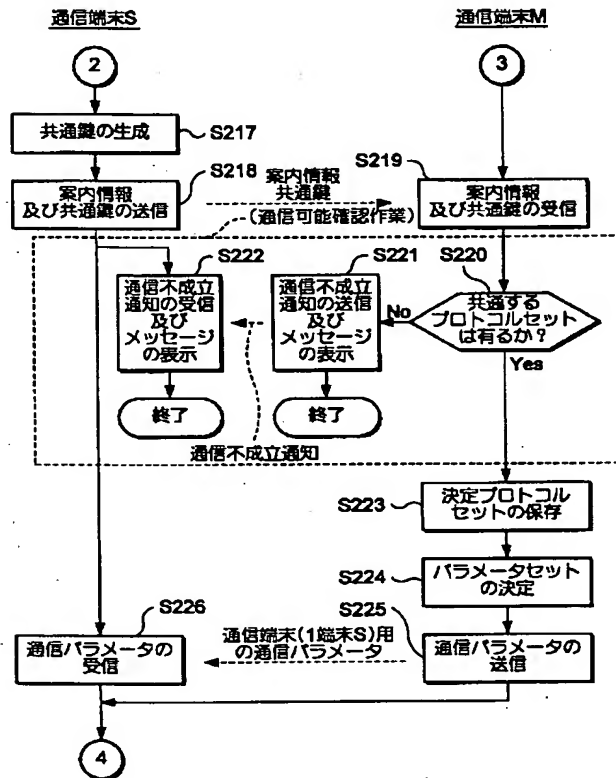 通信端末S
通信端末M
2
3
共通鍵の生成
S217
S218
案内情報
及び共通鍵の送信
案内情報
共通鍵
S219
案内情報
及び共通鍵の受信
(通信可能確認作業)
S222
通信不成立
通知の受信
及び
メッセージ
の表示
S221
通信不成立
通知の送信
及び
メッセージ
の表示
S220
共通する
プロトコルセット
は有るか?
No
Yes
終了
終了
通信不成立通知
S223
決定プロトコル
セットの保存
S224
パラメータセット
の決定
S226
通信パラメータの
受信
通信端末(1端末S)用
の通信パラメータ
S225
通信パラメータの
送信
4